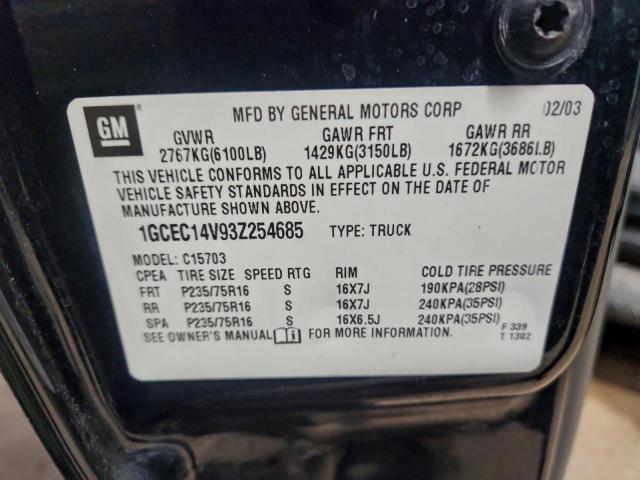 GM ® MFD BY GENERAL MOTORS CORP 02/03
GVWR GAWR FRT GAWR RR
2767KG(6100LB) 1429KG(3150LB) 1672KG(3686LB)
THIS VEHICLE CONFORMS TO ALL APPLICABLE U.S. FEDERAL MOTOR
VEHICLE SAFETY STANDARDS IN EFFECT ON THE DATE OF
MANUFACTURE SHOWN ABOVE.
1GCEC14V93Z254685 TYPE: TRUCK
MODEL: C15703
CPEA TIRE SIZE SPEED RTG RIM COLD TIRE PRESSURE
FRT P235/75R16 S 16X7J 190KPA(28PSI)
RR P235/75R16 S 16X7J 240KPA(35PSI)
SPA P235/75R16 S 16X6.5J 240KPA(35PSI)
SEE OWNER'S MANUAL FOR MORE INFORMATION. F 339
T 1302